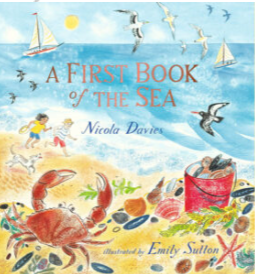 A FIRST BOOK
of THE SEA
Nicola Davies
illustrated by Emily Sutton